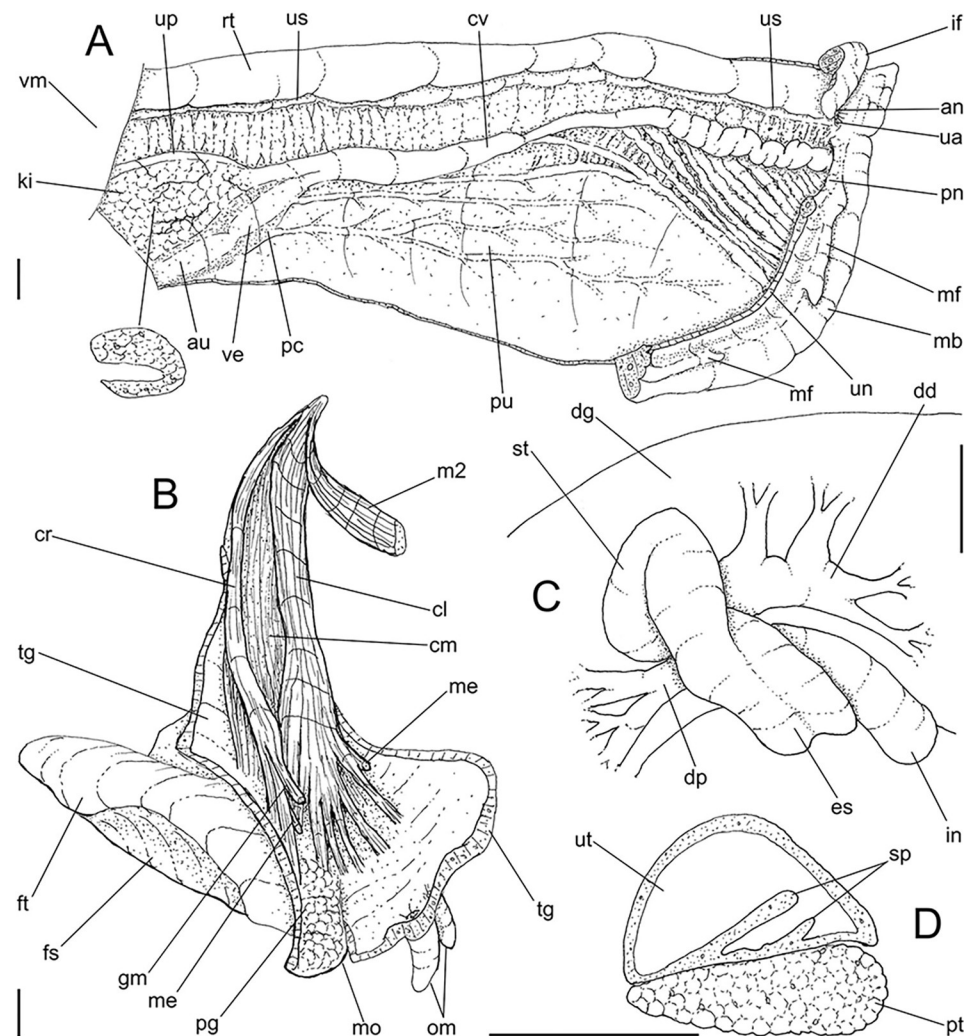 A
up
rt
us
cv
us
if
vm
an
ua
ki
pn
mf
mb
au
ve
pc
pu
mf
un
dg
dd
st
B
m2
cr
C
cl
cm
tg
me
dp
es
in
ut
sp
ft
tg
D
fs
gm
me
pg
mo
om
pt